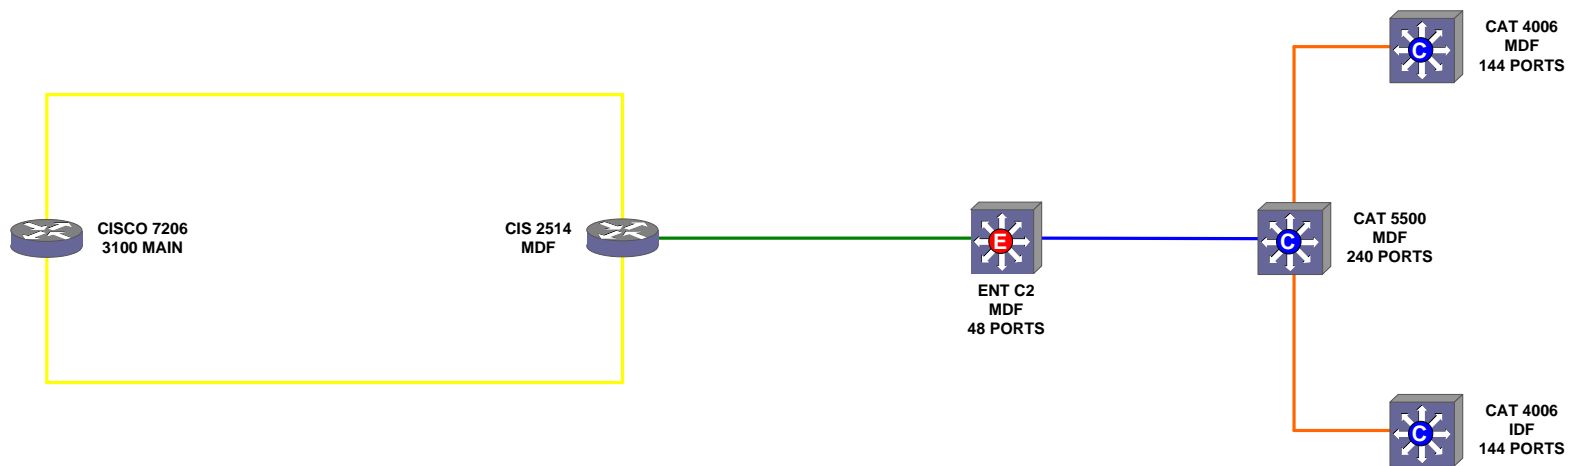 CAT 4006
MDF
144 PORTS
C
CISCO 7206
3100 MAIN
CIS 2514
MDF
E
ENT C2
MDF
48 PORTS
C
CAT 5500
MDF
240 PORTS
C
CAT 4006
IDF
144 PORTS